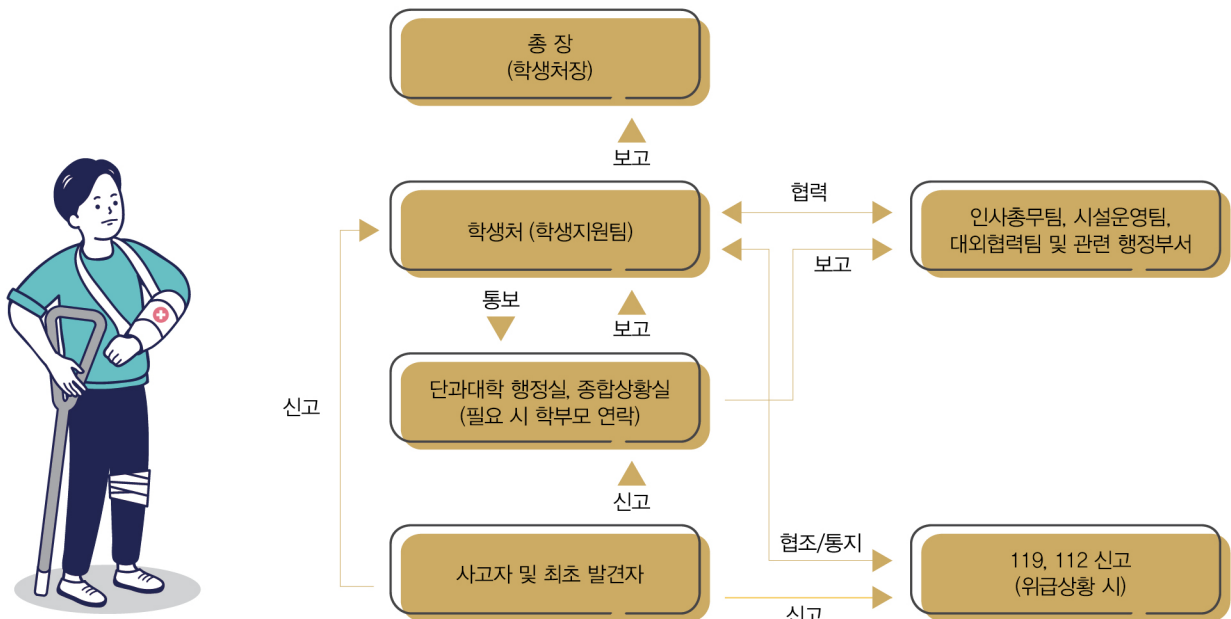 총 장
(학생처장)
보고
학생처 (학생지원팀)
협력
인사총무팀, 시설운영팀,
대외협력팀 및 관련 행정부서
보고
통보
보고
단과대학 행정실, 종합상황실
(필요 시 학부모 연락)
신고
신고
사고자 및 최초 발견자
협조/통지
119, 112 신고
(위급상황 시)
신고